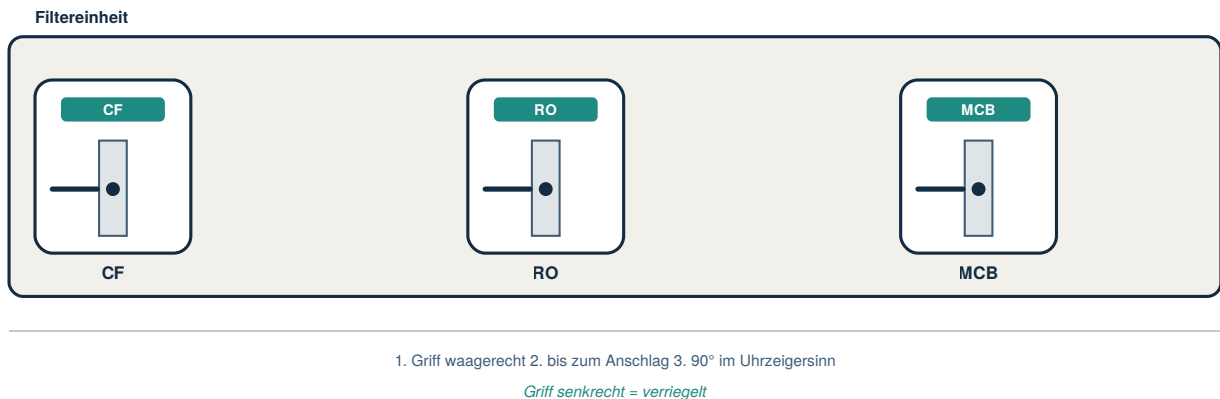 Filtereinheit
CF RO MCB
CF RO MCB
1. Griff waagerecht 2. bis zum Anschlag 3. 90° im Uhrzeigersinn
Griff senkrecht = verriegelt